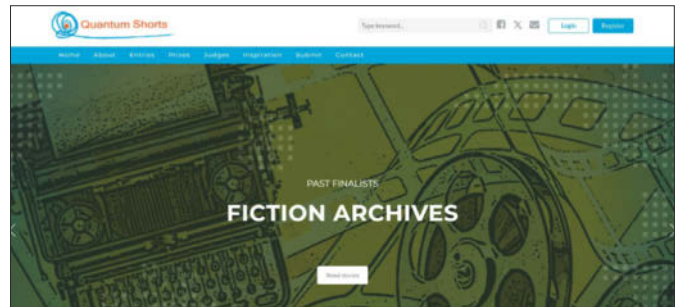 Quantum Shorts
Type keyword..
Login
Register
Home About Entries Prizes Judges Inspiration Submit Contact
PAST FINALISTS
FICTION ARCHIVES
Read stories